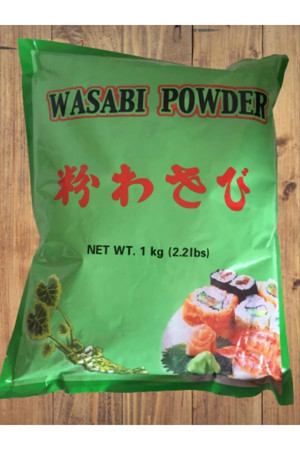 WASABI POWDER
粉わさび
NET WT. 1 kg (2.2lbs)